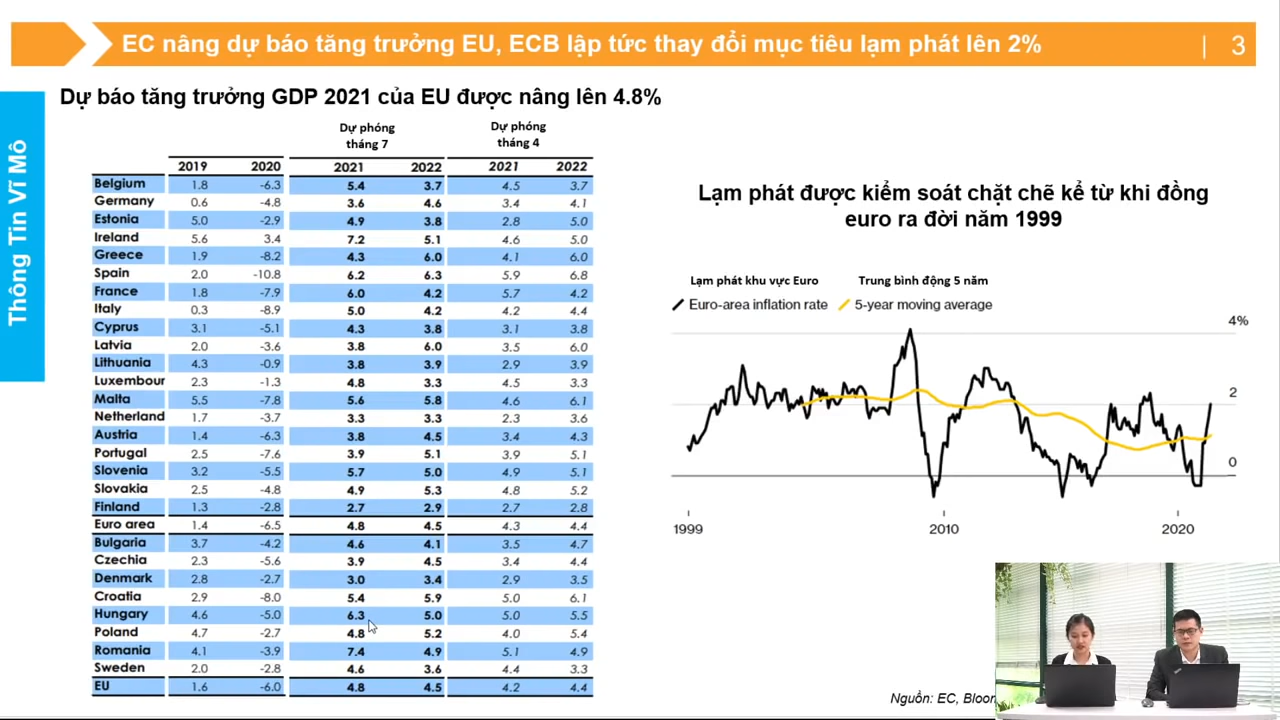 EC nâng dự báo tăng trưởng EU, ECB lập tức thay đổi mục tiêu lạm phát lên 2%
| 3
Thông Tin Vĩ Mô
Dự báo tăng trưởng GDP 2021 của EU được nâng lên 4.8%
Dự phóng tháng 7
Dự phóng tháng 4
2019 2020 2021 2022 2021 2022
Belgium 1.8 -6.3 5.4 3.7 4.5 3.7
Germany 0.6 -4.8 3.6 4.6 3.4 4.1
Estonia 5.0 -2.9 4.9 3.8 2.8 5.0
Ireland 5.6 3.4 7.2 5.1 4.6 5.0
Greece 1.9 -8.2 4.3 6.0 4.1 6.0
Spain 2.0 -10.8 6.2 6.3 5.9 6.8
France 1.8 -7.9 6.0 4.2 5.7 4.2
Italy 0.3 -8.9 5.0 4.2 4.2 4.4
Cyprus 3.1 -5.1 4.3 3.8 3.1 3.8
Latvia 2.0 -3.6 3.8 6.0 3.5 6.0
Lithuania 4.3 -0.9 3.8 3.9 2.9 3.9
Luxembour 2.3 -1.3 4.8 3.3 4.5 3.3
Malta 5.5 -7.8 5.6 5.8 4.6 6.1
Netherland 1.7 -3.7 3.3 3.3 2.3 3.6
Austria 1.4 -6.3 3.8 4.5 3.4 4.3
Portugal 2.5 -7.6 3.9 5.1 3.9 5.1
Slovenia 3.2 -5.5 5.7 5.0 4.9 5.1
Slovakia 2.5 -4.8 4.9 5.3 4.8 5.2
Finland 1.3 -2.8 2.7 2.9 2.7 2.8
Euro area 1.4 -6.5 4.8 4.5 4.3 4.4
Bulgaria 3.7 -4.2 4.6 4.1 3.5 4.7
Czechia 2.3 -5.6 3.9 4.5 3.4 4.4
Denmark 2.8 -2.7 3.0 3.4 2.9 3.5
Croatia 2.9 -8.0 5.4 5.9 5.0 6.1
Hungary 4.6 -5.0 6.3 5.0 5.0 5.5
Poland 4.7 -2.7 4.8 5.2 4.0 5.4
Romania 4.1 -3.9 7.4 4.9 5.1 4.9
Sweden 2.0 -2.8 4.6 3.6 4.4 3.3
EU 1.6 -6.0 4.8 4.5 4.2 4.4
Lạm phát được kiểm soát chặt chẽ kể từ khi đồng
euro ra đời năm 1999
Lạm phát khu vực Euro Trung bình động 5 năm
Euro-area inflation rate 5-year moving average
4%
2
0
1999 2010 2020
Nguồn: EC, Bloom